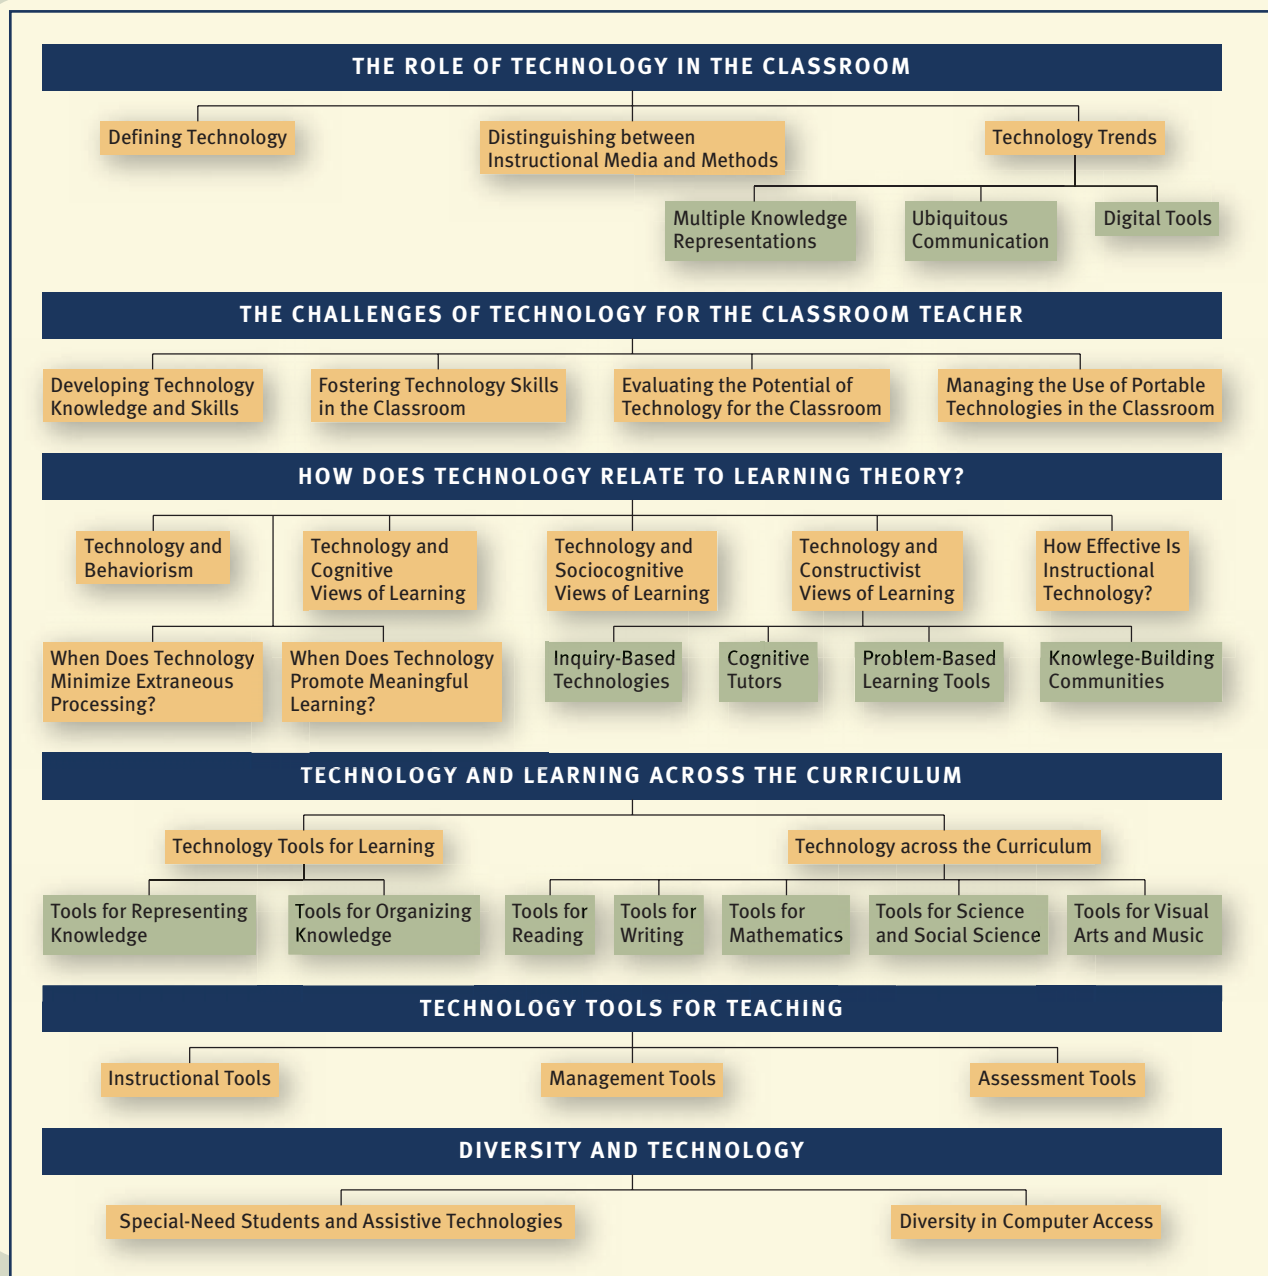 THE ROLE OF TECHNOLOGY IN THE CLASSROOM
Defining Technology
Distinguishing between
Instructional Media and Methods
Technology Trends
Multiple Knowledge
Representations
Ubiquitous
Communication
Digital Tools
THE CHALLENGES OF TECHNOLOGY FOR THE CLASSROOM TEACHER
Developing Technology
Knowledge and Skills
Fostering Technology Skills
in the Classroom
Evaluating the Potential of
Technology for the Classroom
Managing the Use of Portable
Technologies in the Classroom
HOW DOES TECHNOLOGY RELATE TO LEARNING THEORY?
Technology and
Behaviorism
Technology and
Cognitive
Views of Learning
Technology and
Sociocognitive
Views of Learning
Technology and
Constructivist
Views of Learning
How Effective Is
Instructional
Technology?
When Does Technology
Minimize Extraneous
Processing?
When Does Technology
Promote Meaningful
Learning?
Inquiry-Based
Technologies
Cognitive
Tutors
Problem-Based
Learning Tools
Knowlege-Building
Communities
TECHNOLOGY AND LEARNING ACROSS THE CURRICULUM
Technology Tools for Learning
Technology across the Curriculum
Tools for Representing
Knowledge
Tools for Organizing
Knowledge
Tools for
Reading
Tools for
Writing
Tools for
Mathematics
Tools for Science
and Social Science
Tools for Visual
Arts and Music
TECHNOLOGY TOOLS FOR TEACHING
Instructional Tools
Management Tools
Assessment Tools
DIVERSITY AND TECHNOLOGY
Special-Need Students and Assistive Technologies
Diversity in Computer Access